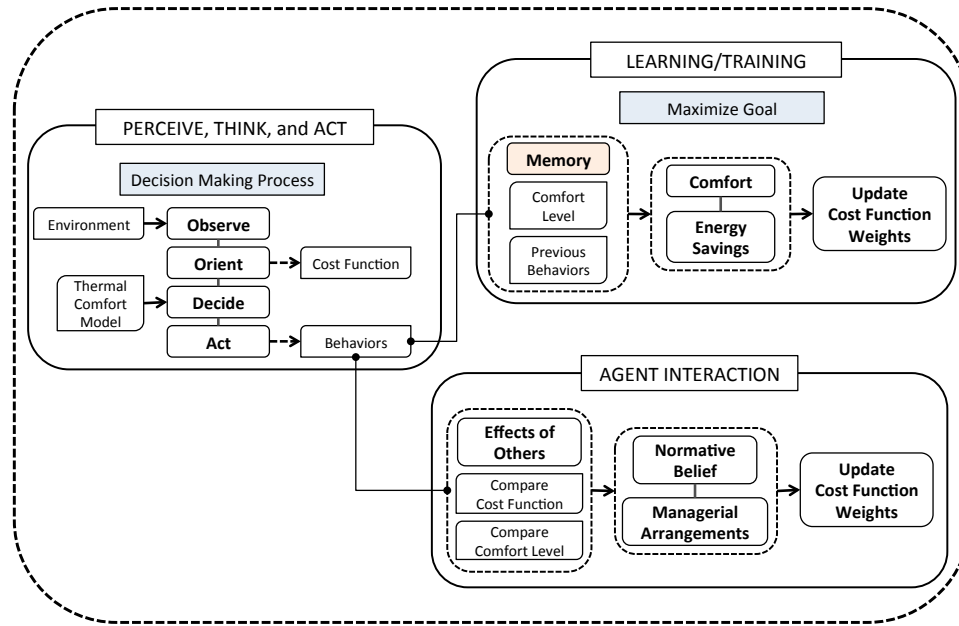 PERCEIVE, THINK, and ACT
Decision Making Process
Environment
Observe
Orient
Cost Function
Thermal
Comfort
Model
Decide
Act
Behaviors
LEARNING/TRAINING
Maximize Goal
Memory
Comfort
Level
Previous
Behaviors
Comfort
Energy
Savings
Update
Cost Function
Weights
AGENT INTERACTION
Effects of
Others
Compare
Cost Function
Compare
Comfort Level
Normative
Belief
Managerial
Arrangements
Update
Cost Function
Weights